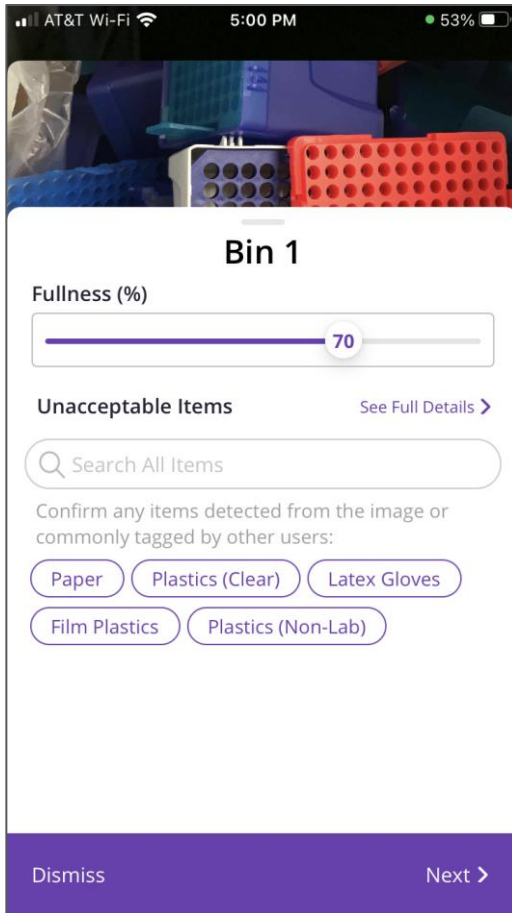 AT&T Wi-Fi 5:00 PM 53%
Bin 1
Fullness (%)
70
Unacceptable Items See Full Details
Search All Items
Confirm any items detected from the image or
commonly tagged by other users:
Paper Plastics (Clear) Latex Gloves
Film Plastics Plastics (Non-Lab)
Dismiss Next